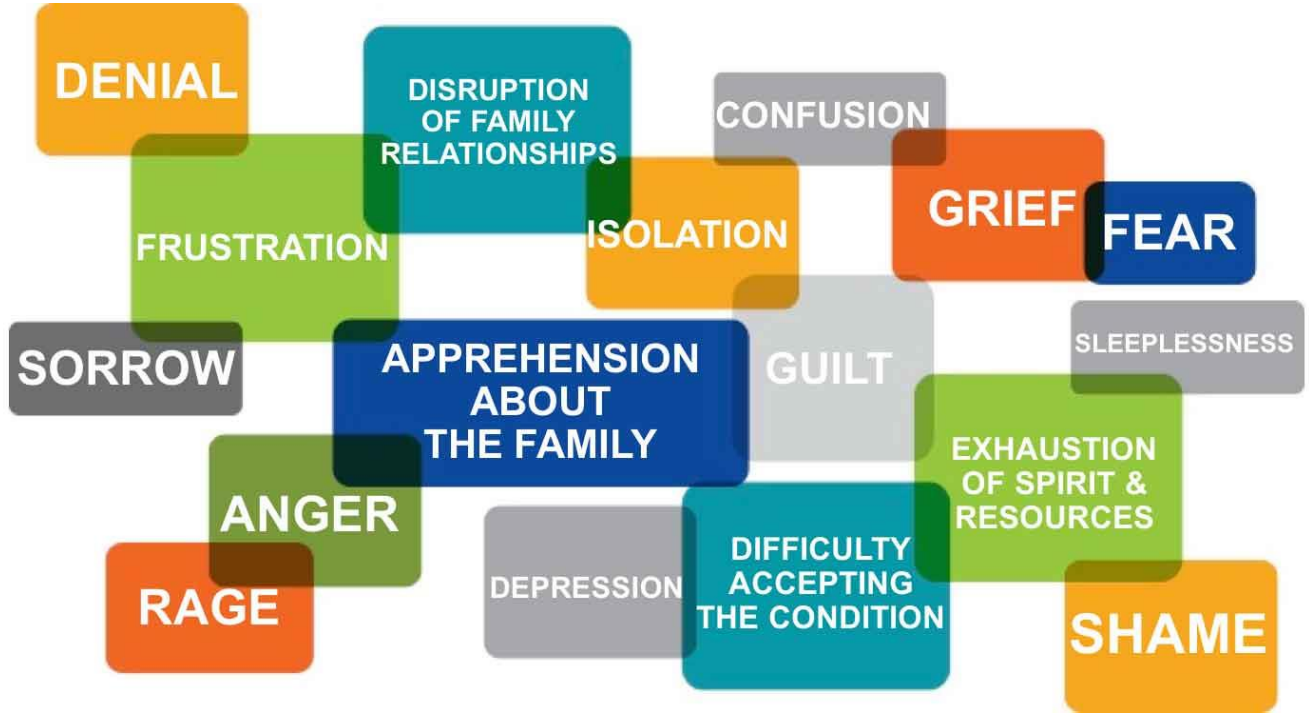 DENIAL
DISRUPTION
OF FAMILY
RELATIONSHIPS
CONFUSION
GRIEF
FEAR
FRUSTRATION
ISOLATION
SORROW
APPREHENSION
ABOUT
THE FAMILY
GUILT
SLEEPLESSNESS
EXHAUSTION
OF SPIRIT &
RESOURCES
ANGER
RAGE
DEPRESSION
DIFFICULTY
ACCEPTING
THE CONDITION
SHAME